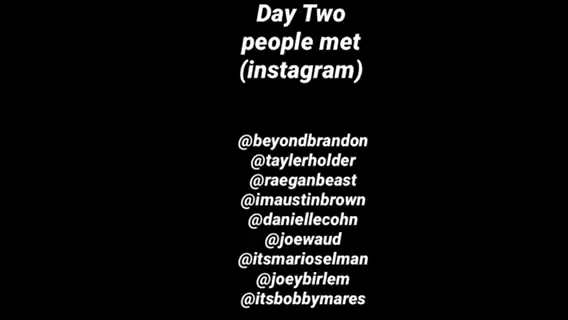 Day Two
people met
(instagram)
@beyondbrandon
@taylerholder
@raeganbeast
@imaustinbrown
@daniellecohn
@joewaud
@itsmarioselman
@joeybirlem
@itsbobbymares